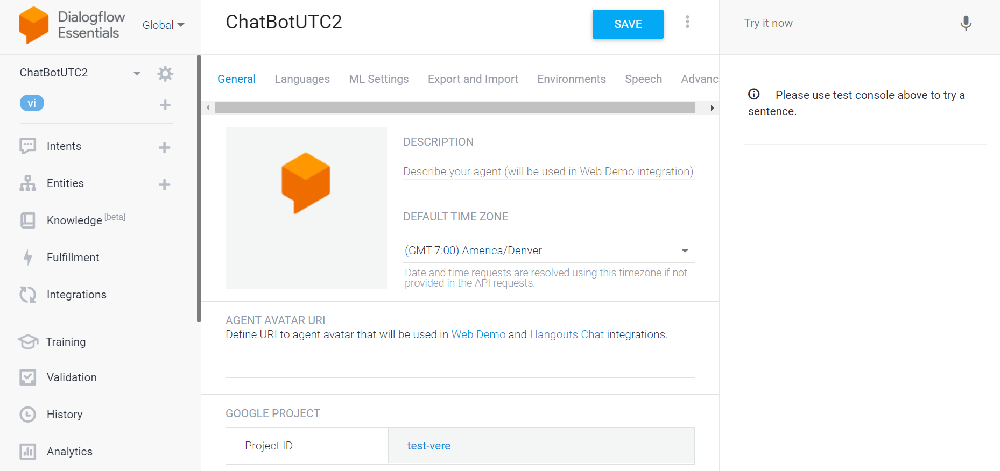 Dialogflow
Essentials
Global
ChatBotUTC2
vi
Intents
Entities
Knowledge [beta]
Fulfillment
Integrations
Training
Validation
History
Analytics
ChatBotUTC2
SAVE
General Languages ML Settings Export and Import Environments Speech Advanc
DESCRIPTION
Describe your agent (will be used in Web Demo integration)
DEFAULT TIME ZONE
(GMT-7:00) America/Denver
Date and time requests are resolved using this timezone if not
provided in the API requests.
AGENT AVATAR URI
Define URI to agent avatar that will be used in Web Demo and Hangouts Chat integrations.
GOOGLE PROJECT
Project ID test-vere
Try it now
Please use test console above to try a
sentence.